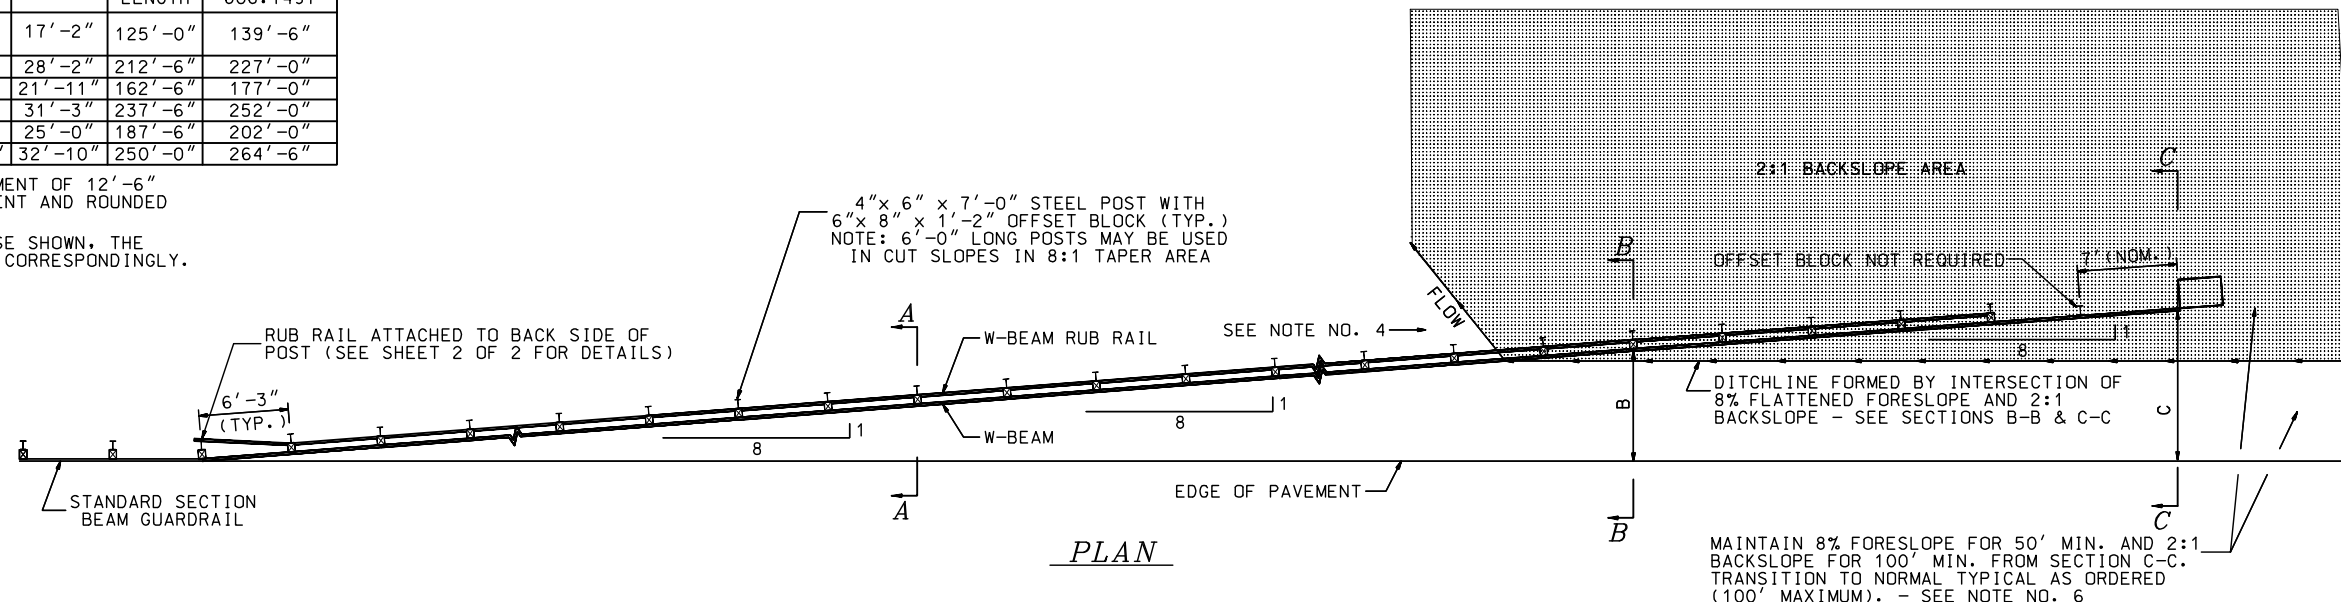 LENGTH
17'-2" 125'-0" 139'-6"
28'-2" 212'-6" 227'-0"
21'-11" 162'-6" 177'-0"
31'-3" 237'-6" 252'-0"
25'-0" 187'-6" 202'-0"
32'-10" 250'-0" 264'-6"
MENT OF 12'-6"
ENT AND ROUNDED
SE SHOWN, THE
CORRESPONDINGLY.
4"x 6" x 7'-0" STEEL POST WITH
6"x 8" x 1'-2" OFFSET BLOCK (TYP.)
NOTE: 6'-0" LONG POSTS MAY BE USED
IN CUT SLOPES IN 8:1 TAPER AREA
2:1 BACKSLOPE AREA
C
B
OFFSET BLOCK NOT REQUIRED
7'(NOM.)
FLOW
A
SEE NOTE NO. 4
RUB RAIL ATTACHED TO BACK SIDE OF
POST (SEE SHEET 2 OF 2 FOR DETAILS)
W-BEAM RUB RAIL
1
8
DITCHLINE FORMED BY INTERSECTION OF
8% FLATTENED FORESLOPE AND 2:1
BACKSLOPE - SEE SECTIONS B-B & C-C
6'-3"
(TYP.)
1
8
1
8
B
C
W-BEAM
STANDARD SECTION
BEAM GUARDRAIL
EDGE OF PAVEMENT
A
B
C
PLAN
MAINTAIN 8% FORESLOPE FOR 50' MIN. AND 2:1
BACKSLOPE FOR 100' MIN. FROM SECTION C-C.
TRANSITION TO NORMAL TYPICAL AS ORDERED
(100' MAXIMUM). - SEE NOTE NO. 6